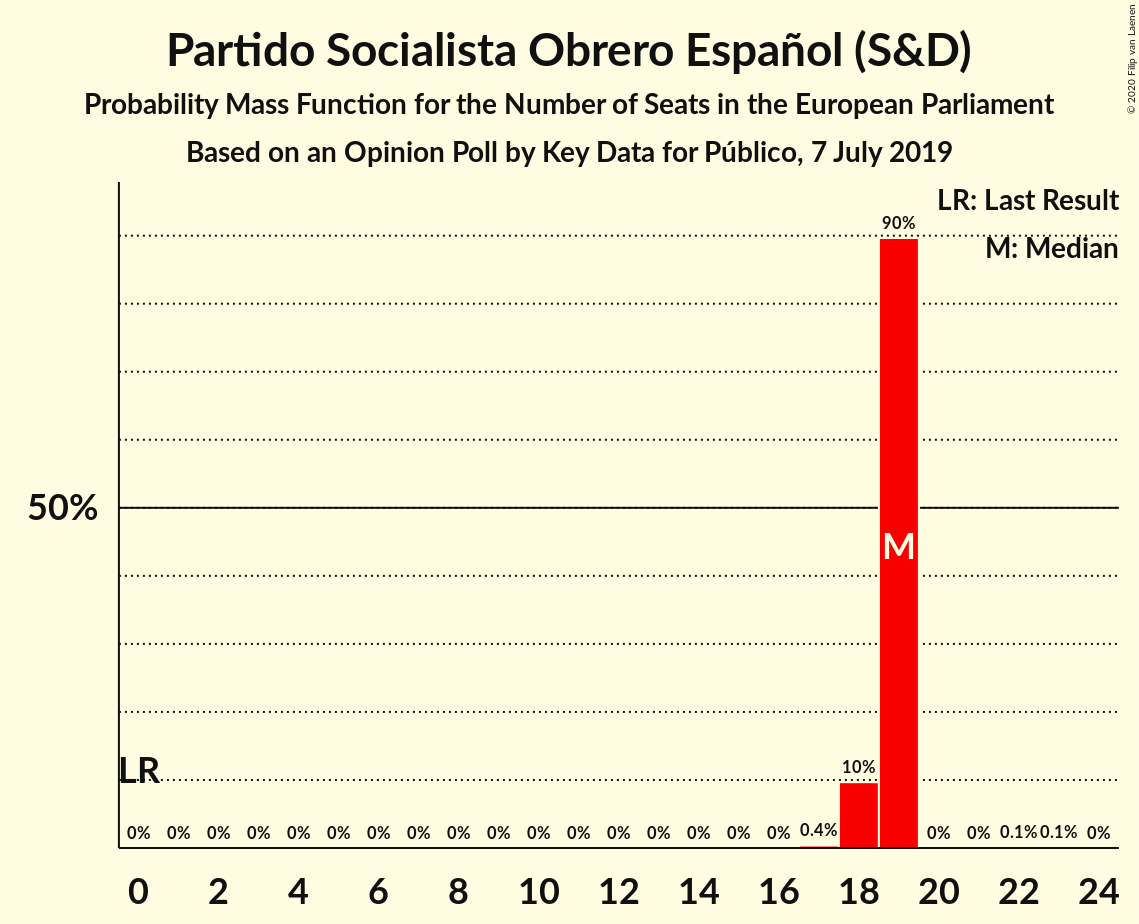 Partido Socialista Obrero Español (S&D)
Probability Mass Function for the Number of Seats in the European Parliament
Based on an Opinion Poll by Key Data for Público, 7 July 2019
© 2020 Filip van Laenen
LR: Last Result
M: Median
90%
50%
M
LR
10%
0% 0% 0% 0% 0% 0% 0% 0% 0% 0% 0% 0% 0% 0% 0% 0% 0% 0.4% 0% 0% 0.1% 0.1% 0%
0 2 4 6 8 10 12 14 16 18 20 22 24